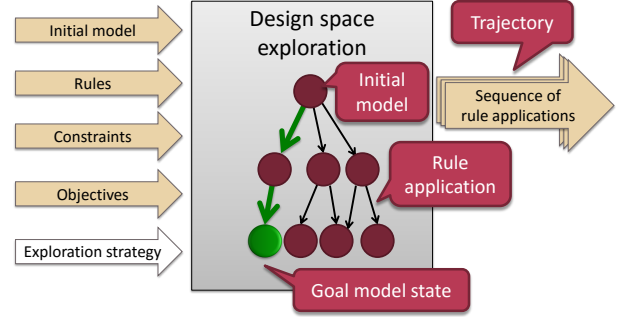 Initial model
Rules
Constraints
Objectives
Exploration strategy
Design space
exploration
Initial
model
Rule
application
Goal model state
Trajectory
Sequence of
rule applications